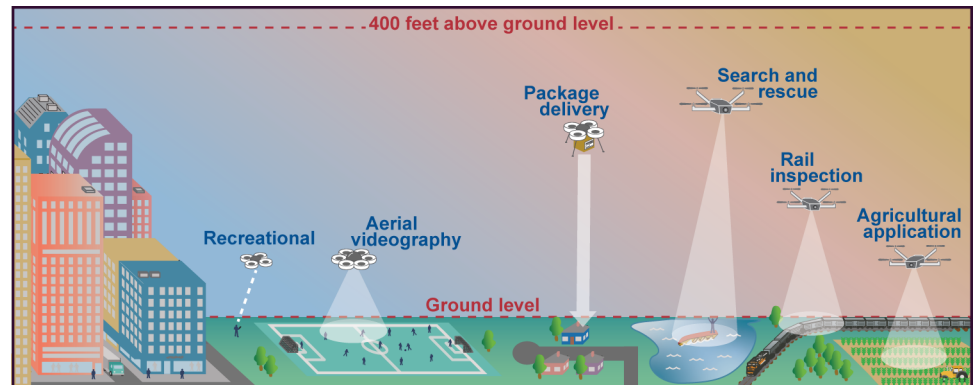 400 feet above ground level
Search and
rescue
Package
delivery
Rail
inspection
Agricultural
application
Aerial
videography
Recreational
Ground level